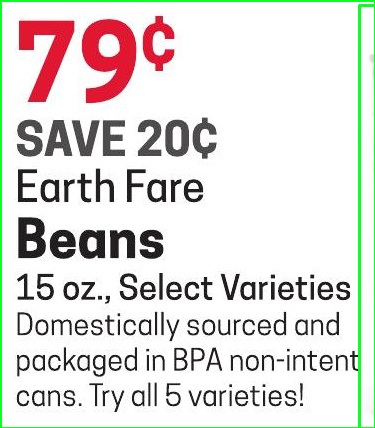 79¢
SAVE 20¢
Earth Fare
Beans
15 oz., Select Varieties
Domestically sourced and
packaged in BPA non-intent
cans. Try all 5 varieties!